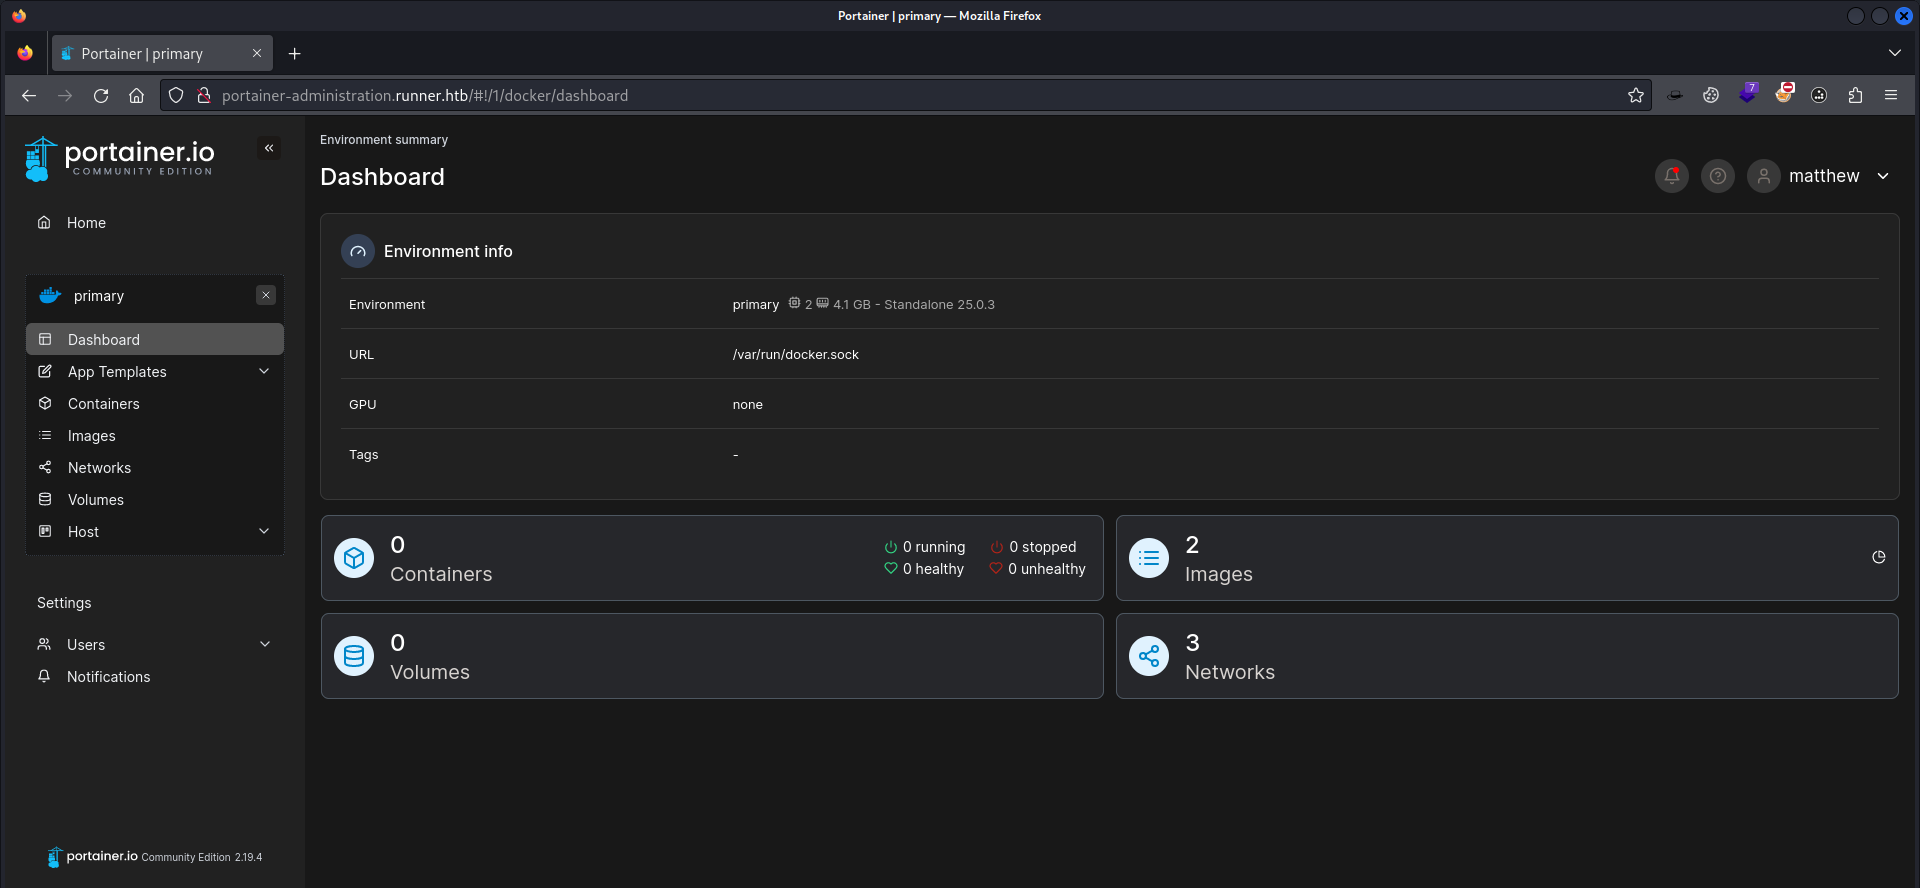 Portainer | primary — Mozilla Firefox
Portainer | primary
portainer-administration.runner.htb/#!/1/docker/dashboard
7
portainer.io
COMMUNITY EDITION
Home
primary
Dashboard
App Templates
Containers
Images
Networks
Volumes
Host
Settings
Users
Notifications
portainer.io Community Edition 2.19.4
Environment summary
Dashboard
matthew
Environment info
Environment primary 2 4.1 GB - Standalone 25.0.3
URL /var/run/docker.sock
GPU none
Tags -
0
Containers
0 running 0 stopped
0 healthy 0 unhealthy
2
Images
0
Volumes
3
Networks